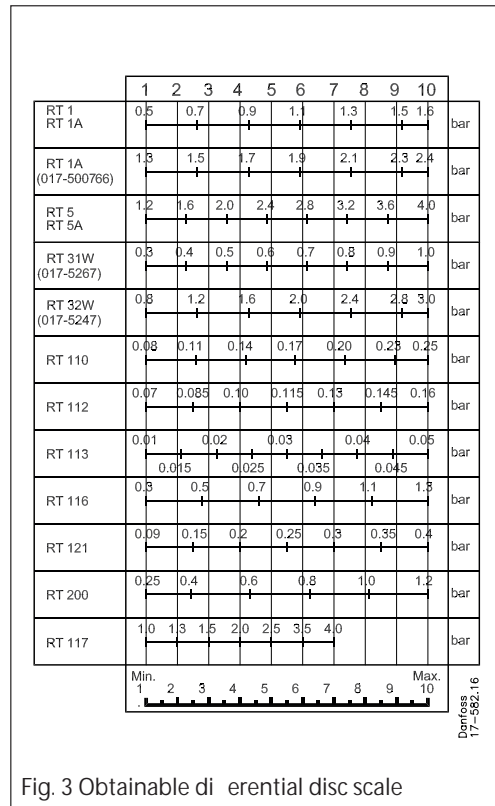 1 2 3 4 5 6 7 8 9 10
RT 1 0.5 0.7 0.9 1.1 1.3 1.5 1.6 bar
RT 1A
RT 1A 1.3 1.5 1.7 1.9 2.1 2.3 2.4 bar
(017-500766)
RT 5 1.2 1.6 2.0 2.4 2.8 3.2 3.6 4.0 bar
RT 5A
RT 31W 0.3 0.4 0.5 0.6 0.7 0.8 0.9 1.0 bar
(017-5267)
RT 32W 0.8 1.2 1.6 2.0 2.4 2.8 3.0 bar
(017-5247)
RT 110 0.08 0.11 0.14 0.17 0.20 0.23 0.25 bar
RT 112 0.07 0.085 0.10 0.115 0.13 0.145 0.16 bar
RT 113 0.01 0.02 0.03 0.04 0.05 bar
0.015 0.025 0.035 0.045
RT 116 0.3 0.5 0.7 0.9 1.1 1.3 bar
RT 121 0.09 0.15 0.2 0.25 0.3 0.35 0.4 bar
RT 200 0.25 0.4 0.6 0.8 1.0 1.2 bar
RT 117 1.0 1.3 1.5 2.0 2.5 3.5 4.0 bar
Min. Max.
1 2 3 4 5 6 7 8 9 10
Danfoss
17-582.16
Fig. 3 Obtainable di erential disc scale